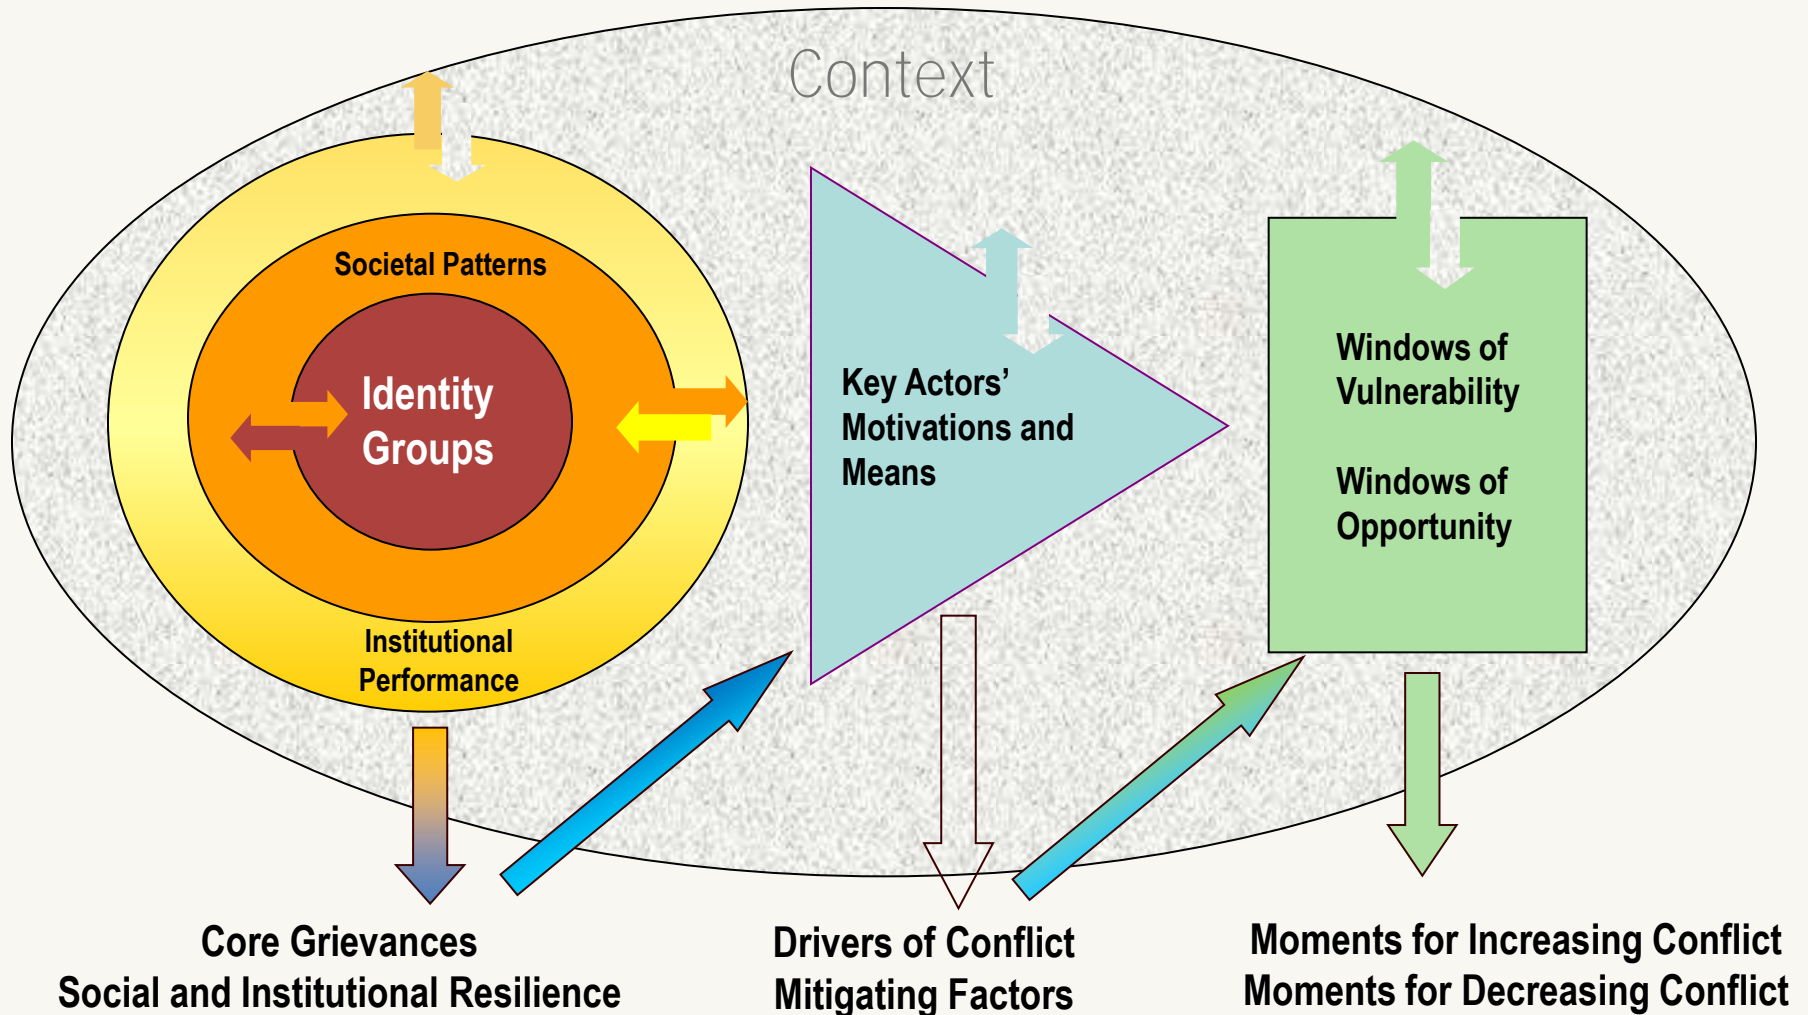 Context
Societal Patterns
Identity
Groups
Institutional
Performance
Key Actors’
Motivations and
Means
Windows of
Vulnerability
Windows of
Opportunity
Core Grievances
Social and Institutional Resilience
Drivers of Conflict
Mitigating Factors
Moments for Increasing Conflict
Moments for Decreasing Conflict